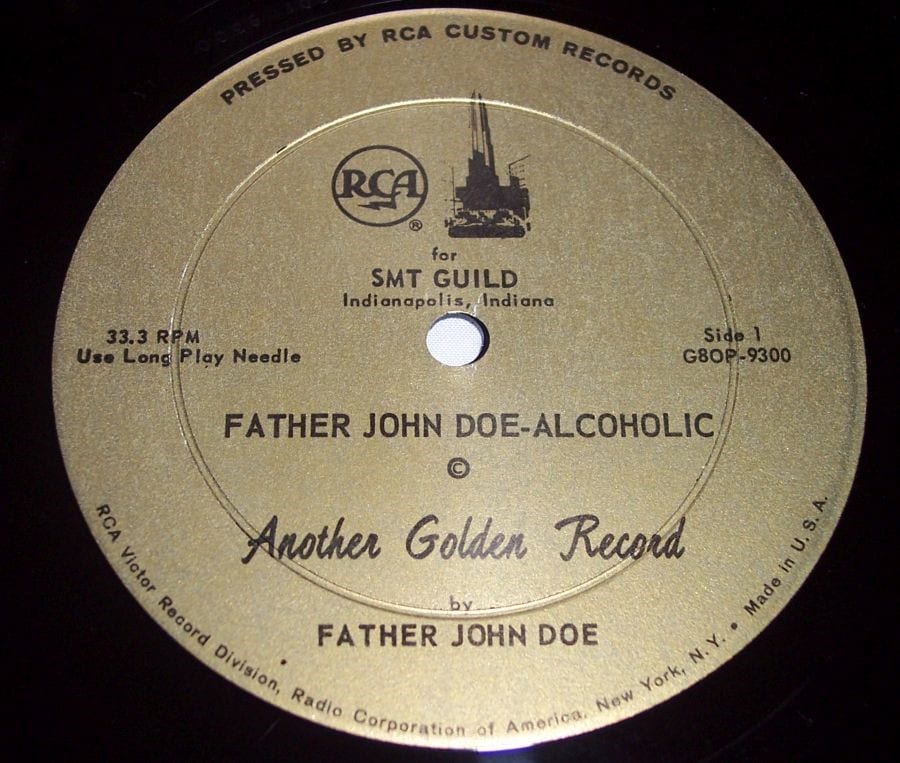 PRESSED BY RCA CUSTOM RECORDS
RCA
®
for
SMT GUILD
Indianapolis, Indiana
33.3 RPM
Use Long Play Needle
Side 1
G8OP-9300
FATHER JOHN DOE-ALCOHOLIC
©
Another Golden Record
by
FATHER JOHN DOE
RCA Victor Record Division, Radio Corporation of America, New York, N.Y. • Made in U.S.A.